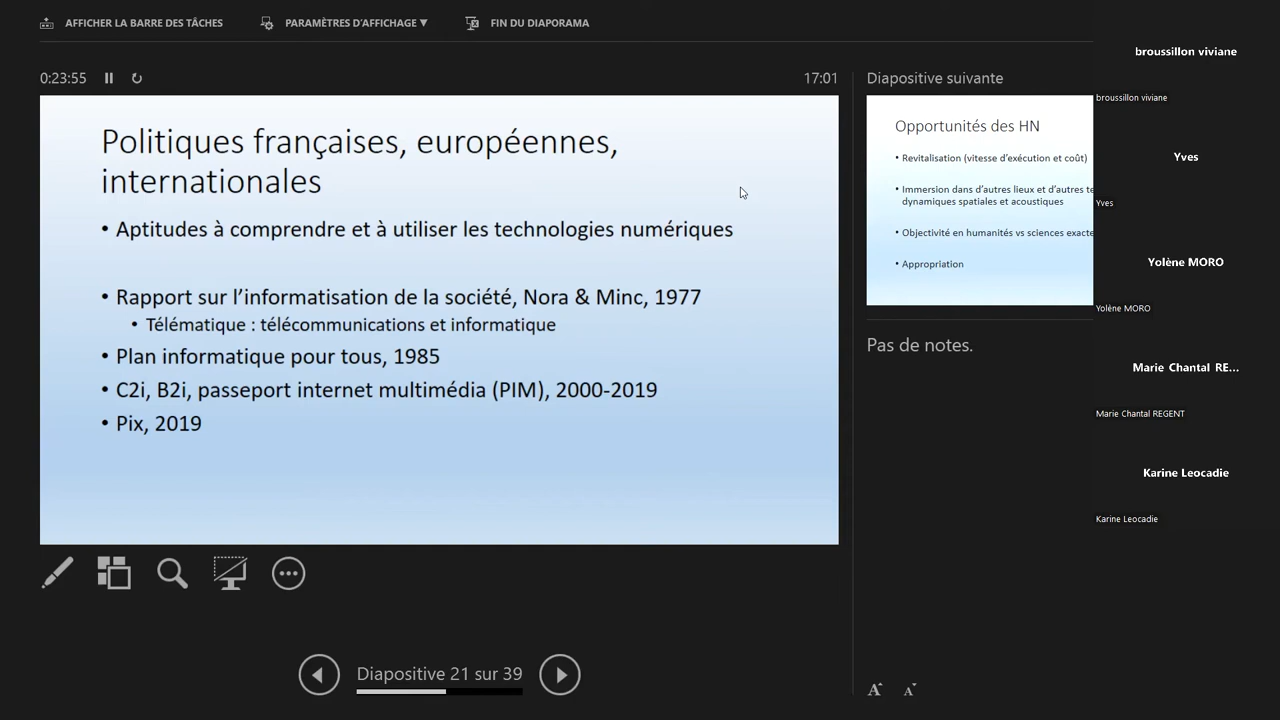 AFFICHER LA BARRE DES TÂCHES
PARAMÈTRES D'AFFICHAGE ▼
FIN DU DIAPORAMA
0:23:55
17:01
Politiques françaises, européennes,
internationales
• Aptitudes à comprendre et à utiliser les technologies numériques
• Rapport sur l'informatisation de la société, Nora & Minc, 1977
• Télématique : télécommunications et informatique
• Plan informatique pour tous, 1985
• C2i, B2i, passeport internet multimédia (PIM), 2000-2019
• Pix, 2019
Diapositive 21 sur 39
Diapositive suivante
Opportunités des HN
• Revitalisation (vitesse d'exécution et coût)
• Immersion dans d'autres lieux et d'autres te
dynamiques spatiales et acoustiques
• Objectivité en humanités vs sciences exacte
• Appropriation
Pas de notes.
A A
broussillon viviane
broussillon viviane
Yves
Yves
Yolène MORO
Yolène MORO
Marie Chantal RE...
Marie Chantal REGENT
Karine Leocadie
Karine Leocadie